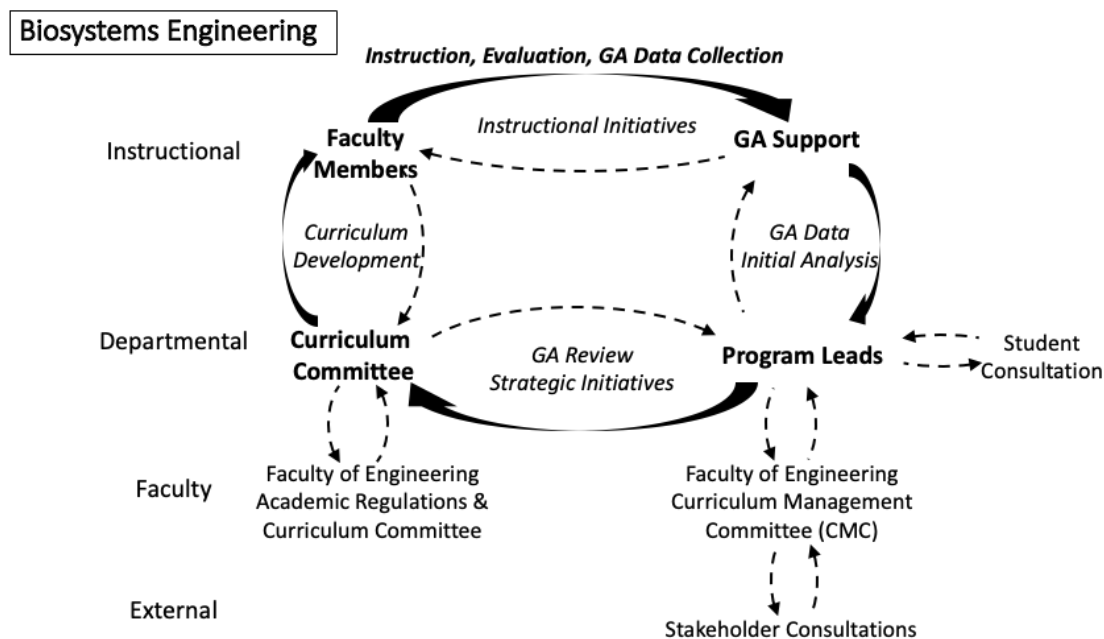 Biosystems Engineering
Instruction, Evaluation, GA Data Collection
Instructional Initiatives
Instructional
Faculty
Members
GA Support
Curriculum
Development
GA Data
Initial Analysis
Departmental
Curriculum
Committee
GA Review
Strategic Initiatives
Program Leads
Student
Consultation
Faculty
Faculty of Engineering
Academic Regulations &
Curriculum Committee
Faculty of Engineering
Curriculum Management
Committee (CMC)
External
Stakeholder Consultations